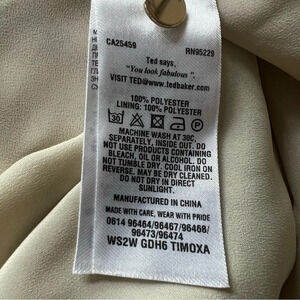 CA25459 RN95229
Ted says,
"You look fabulous".
VISIT TED@www.tedbaker.com
100% POLYESTER
LINING: 100% POLYESTER
30
MACHINE WASH AT 30C,
SEPARATELY, INSIDE OUT. DO
NOT USE PRODUCTS CONTAINING
BLEACH, OIL OR ALCOHOL. DO
NOT TUMBLE DRY. COOL IRON ON
REVERSE. MAY BE DRY CLEANED.
DO NOT DRY IN DIRECT
SUNLIGHT
MANUFACTURED IN CHINA
MADE WITH CARE, WEAR WITH PRIDE
0614 96464/96467/96468/
96473/96474
WS2W GDH6 TIMOXA